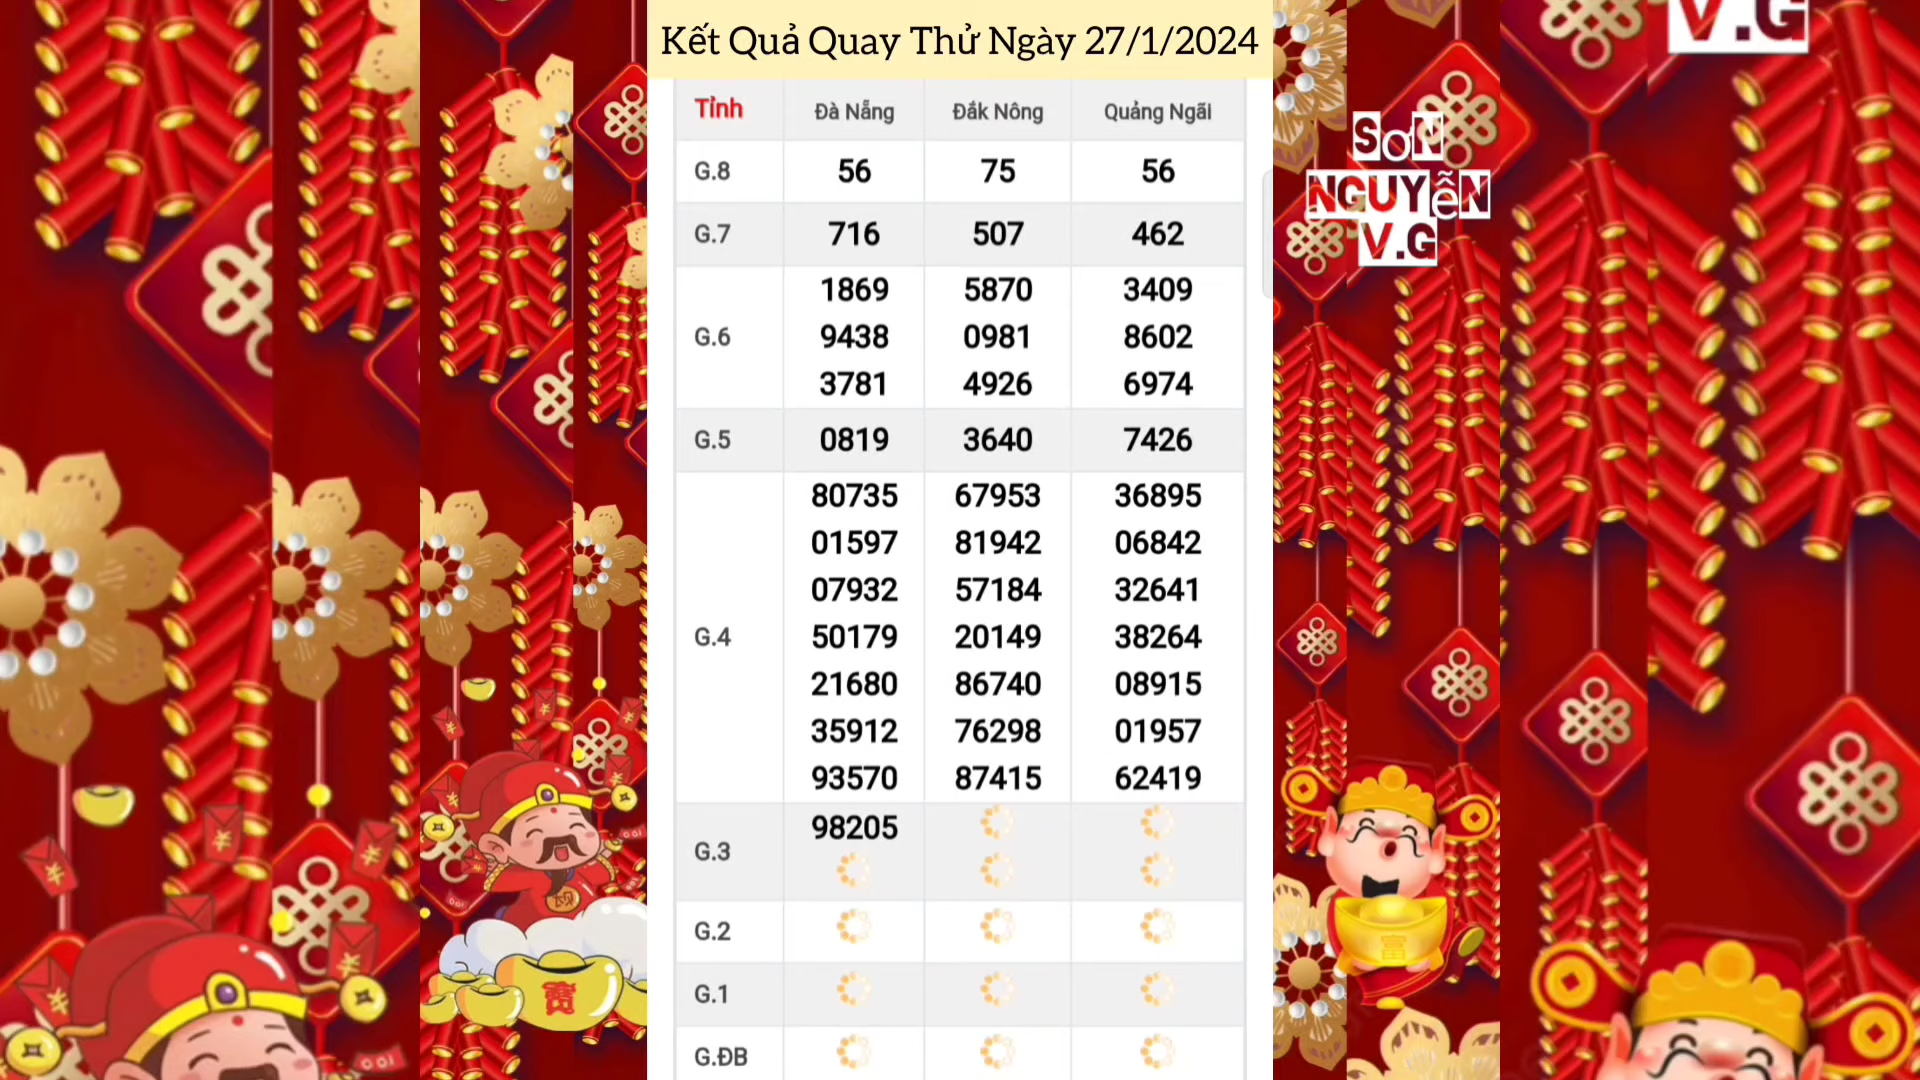 Kết Quả Quay Thử Ngày 27/1/2024
V.G
Tỉnh Đà Nẵng Đắk Nông Quảng Ngãi
SƠN
NGUYỄN
V.G
G.8 56 75 56
G.7 716 507 462
G.6 1869 5870 3409
9438 0981 8602
3781 4926 6974
G.5 0819 3640 7426
G.4 80735 67953 36895
01597 81942 06842
07932 57184 32641
50179 20149 38264
21680 86740 08915
35912 76298 01957
93570 87415 62419
G.3 98205
G.2
G.1
G.ĐB